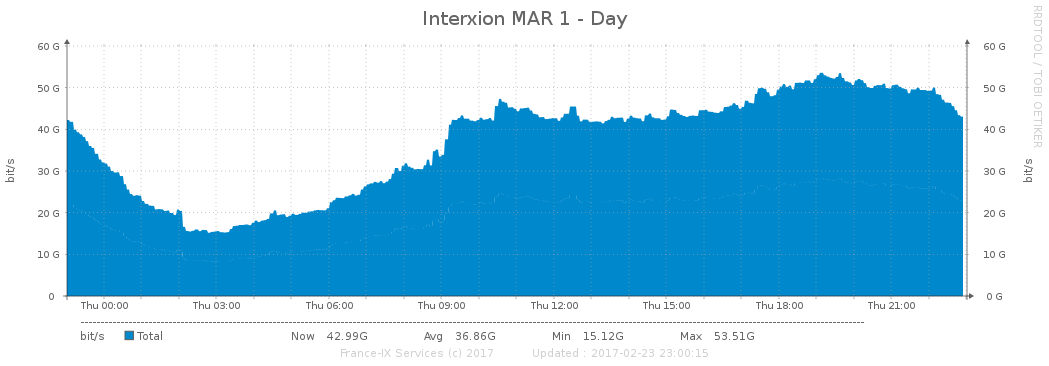 Interxion MAR 1 - Day
RRDTOOL / TOBI OETIKER
60 G 60 G
50 G 50 G
40 G 40 G
30 G 30 G
20 G 20 G
10 G 10 G
0 0 G
bit/s bit/s
Thu 00:00 Thu 03:00 Thu 06:00 Thu 09:00 Thu 12:00 Thu 15:00 Thu 18:00 Thu 21:00
bit/s Total Now 42.99G Avg 36.86G Min 15.12G Max 53.51G
France-IX Services (c) 2017 Updated : 2017-02-23 23:00:15